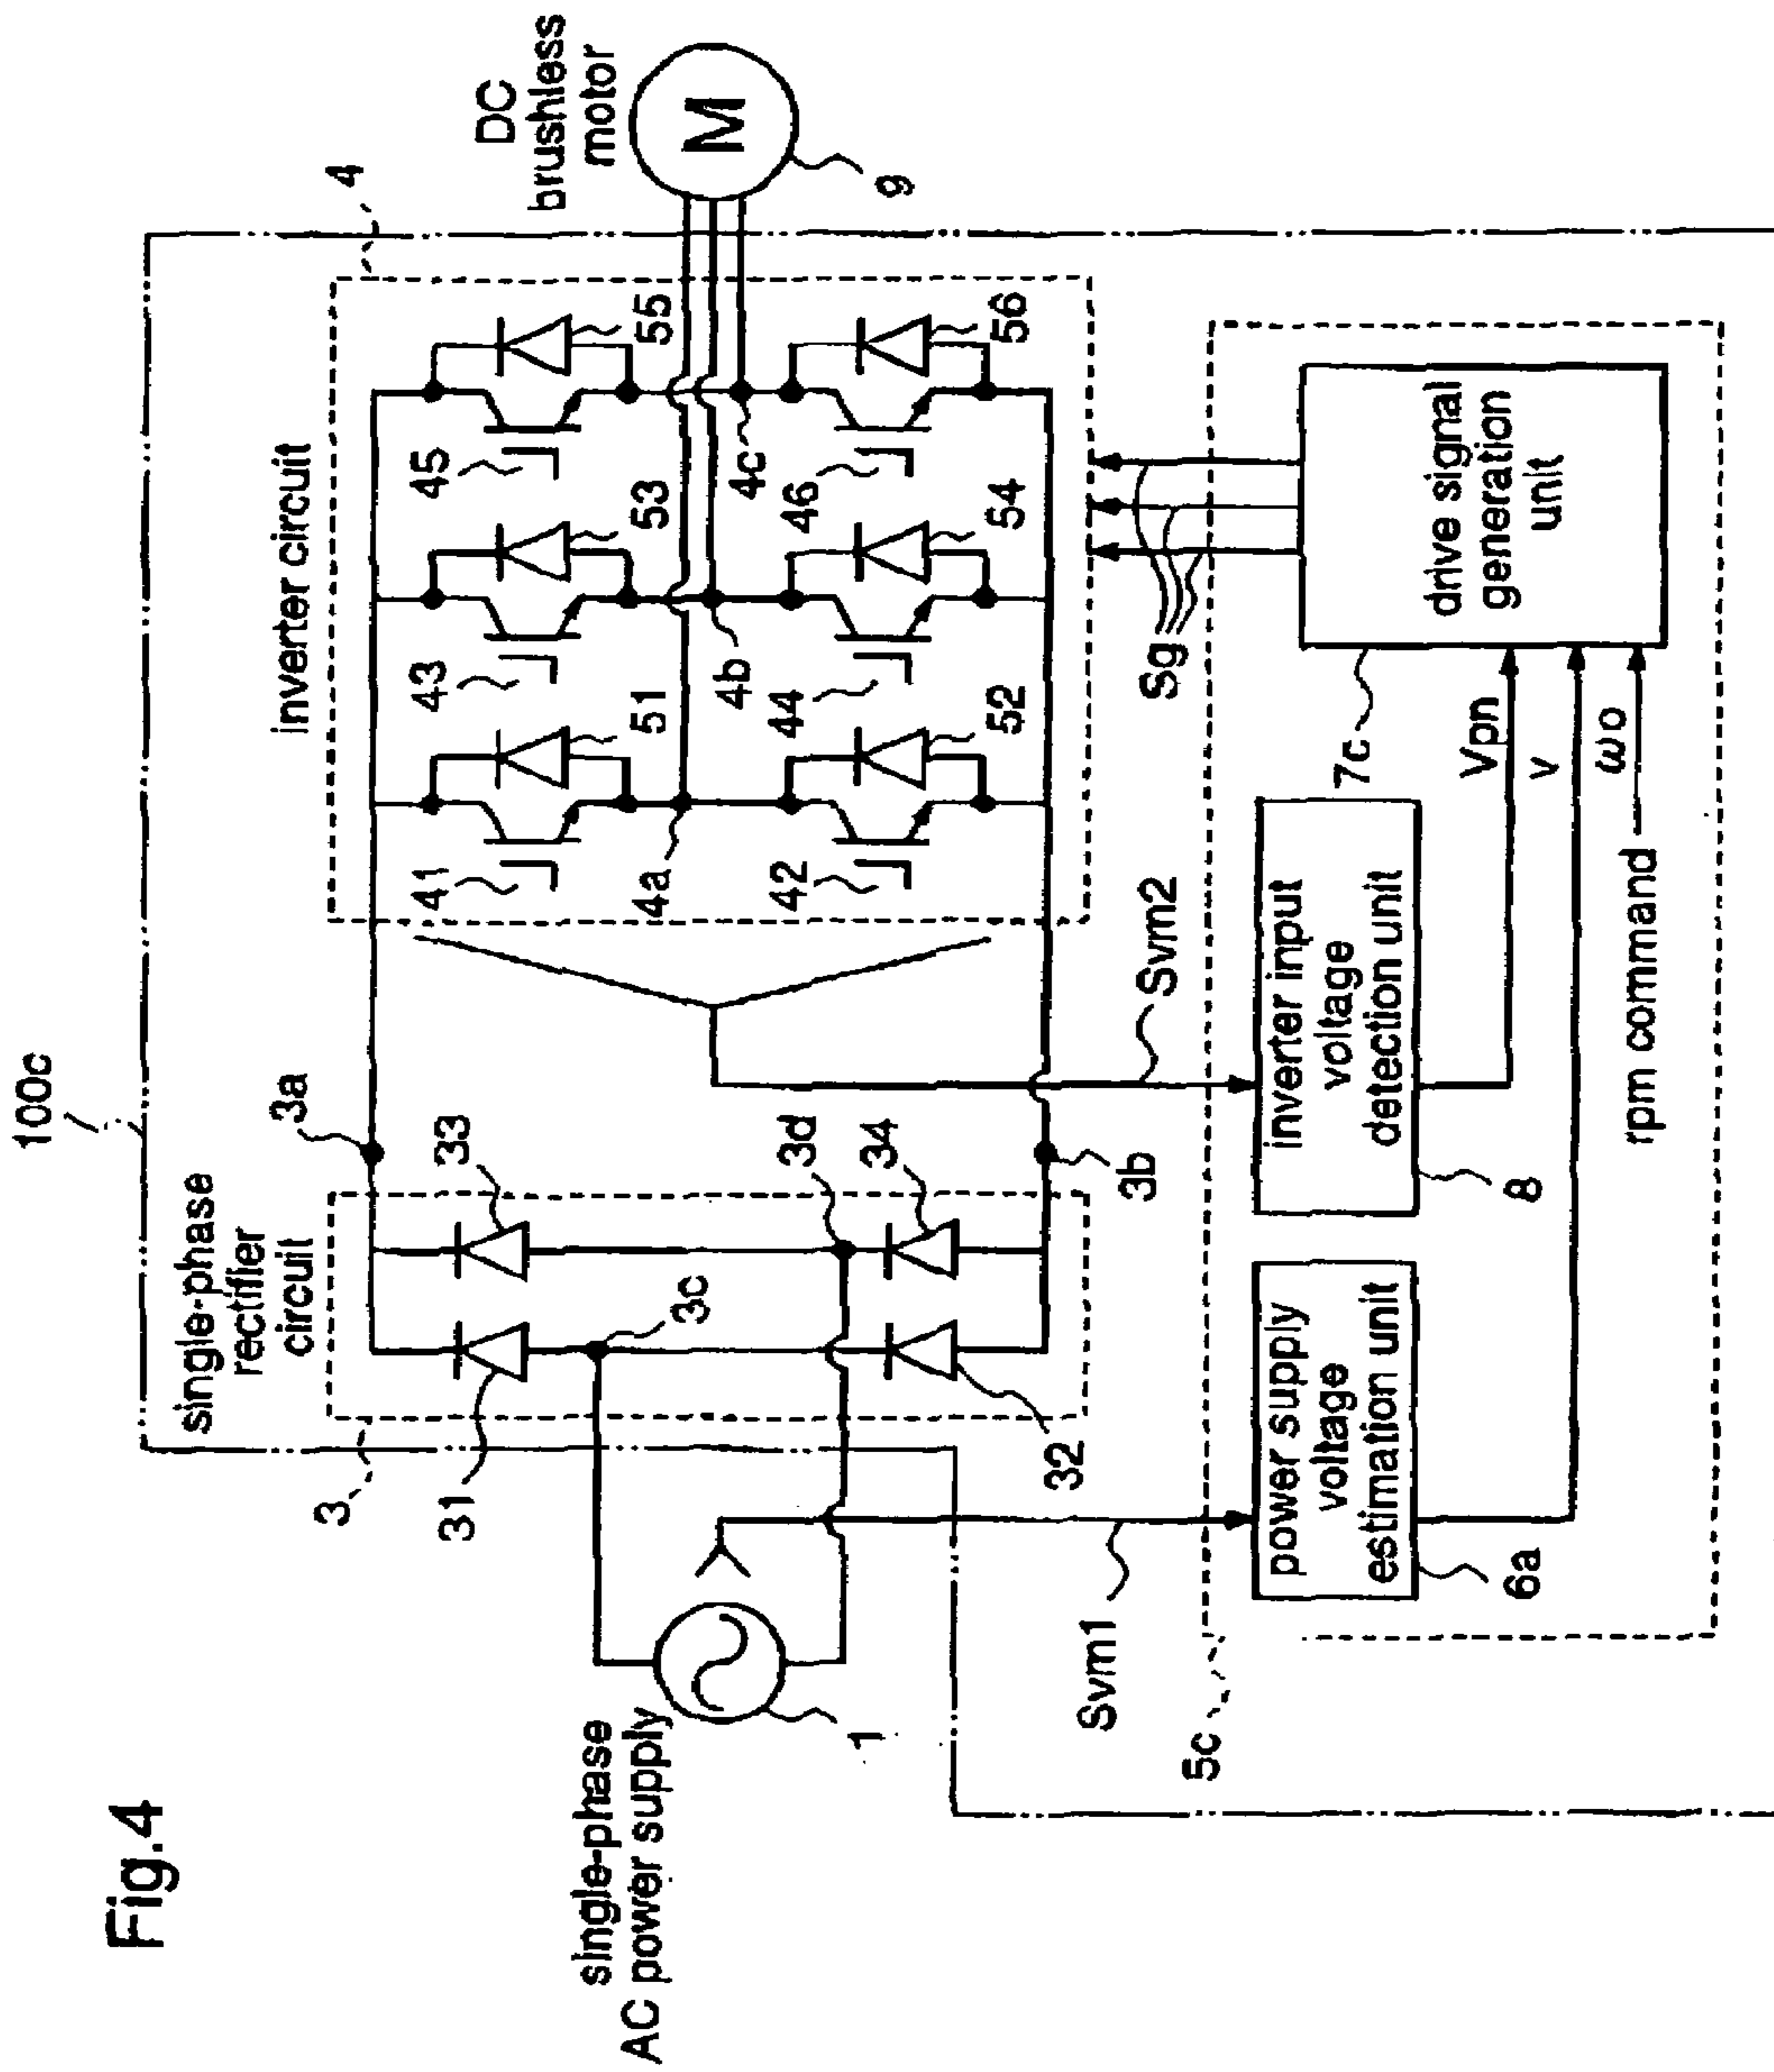 Fig.4
100c
single-phase
rectifier
circuit
3a
inverter circuit
4
DC
brushless
motor
3
31
33
3c
3d
32
34
3b
41
43
45
51
53
55
4a
4b
4c
42
44
46
52
54
56
M
9
single-phase
AC power supply
1
Svm1
Svm2
Sg
5c
power supply
voltage
estimation unit
6a
inverter input
voltage
detection unit
8
7c
Vpn
v
ωo
rpm command
drive signal
generation
unit